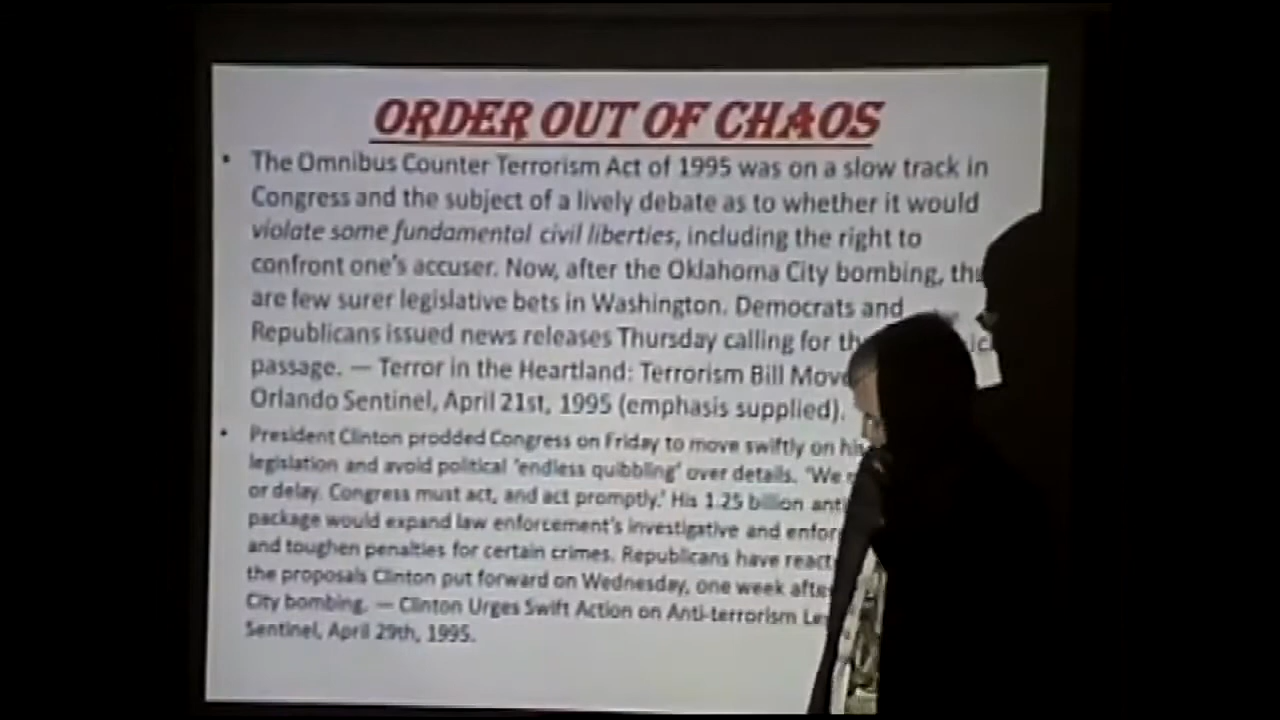 ORDER OUT OF CHAOS
• The Omnibus Counter Terrorism Act of 1995 was on a slow track in
Congress and the subject of a lively debate as to whether it would
violate some fundamental civil liberties, including the right to
confront one's accuser. Now, after the Oklahoma City bombing,
are few surer legislative bets in Washington. Democrats and
Republicans issued news releases Thursday calling for
passage. — Terror in the Heartland: Terrorism Bill
Orlando Sentinel, April 21st, 1995 (emphasis supplied).
• President Clinton prodded Congress on Friday to move swiftly on his
legislation and avoid political 'endless quibbling' over details. 'We
or delay. Congress must act, and act promptly.' His 1.25 billion
package would expand law enforcement's investigative and
and toughen penalties for certain crimes. Republicans have
the proposals Clinton put forward on Wednesday, one week
City bombing. — Clinton Urges Swift Action on Anti-terrorism
Sentinel, April 29th, 1995.